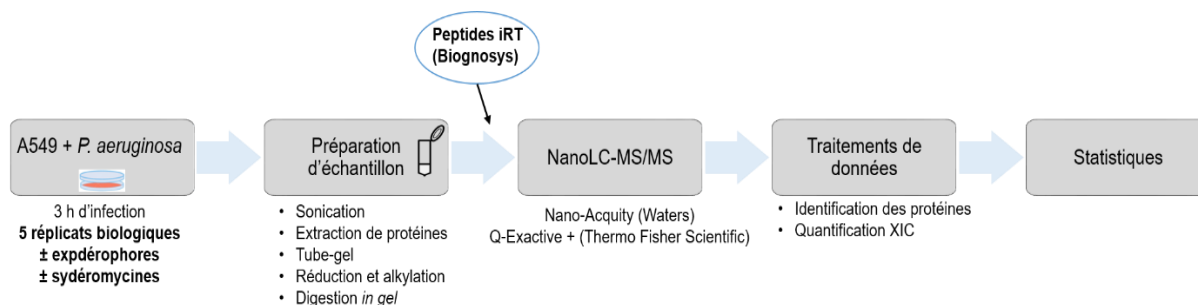 Peptides iRT
(Biognosys)
A549 + P. aeruginosa
Préparation
d'échantillon
NanoLC-MS/MS
Traitements de
données
Statistiques
3 h d'infection
5 réplicats biologiques
± expdérophores
± sydéromycines
• Sonication
• Extraction de protéines
• Tube-gel
• Réduction et alkylation
• Digestion in gel
Nano-Acquity (Waters)
Q-Exactive + (Thermo Fisher Scientific)
• Identification des protéines
• Quantification XIC